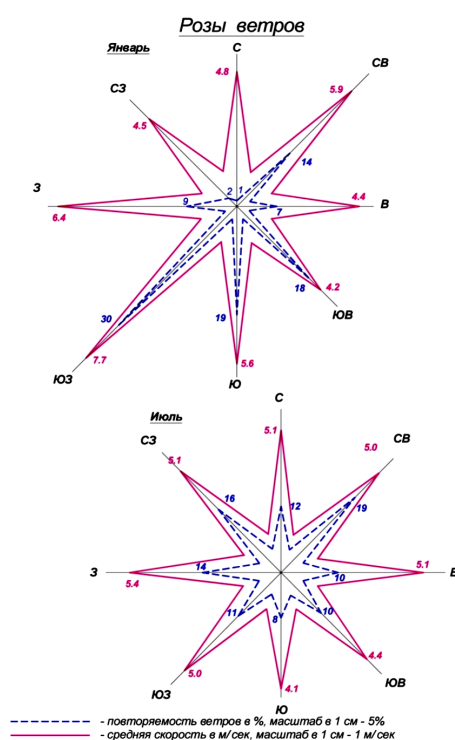 Розы ветров
Январь
С
4.8
СВ
5.9
СЗ
4.5
14
З
2 1
9
7
4.4
В
6.4
4.2
18
ЮВ
30
19
7.7
5.6
ЮЗ
Ю
С
Июль
5.1
СВ
5.0
СЗ
5.1
16
12
19
З
14
10
5.1
В
5.4
11
8
10
5.0
4.4
ЮЗ
4.1
ЮВ
Ю
- повторяемость ветров в %, масштаб в 1 см - 5%
- средняя скорость в м/сек, масштаб в 1 см - 1 м/сек